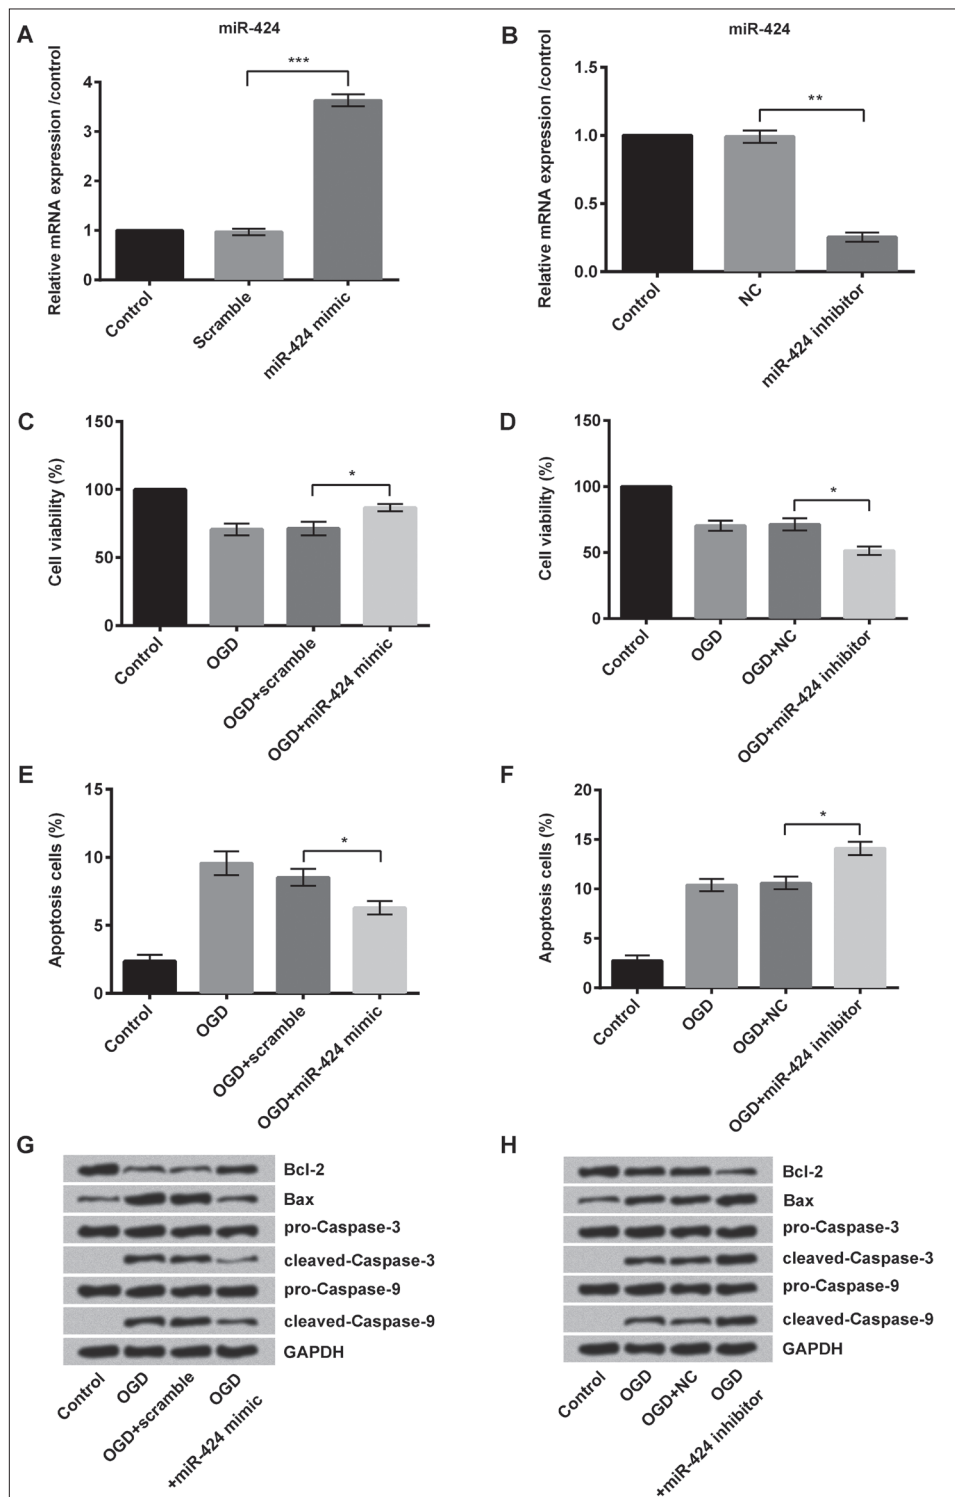 A
miR-424
Relative mRNA expression /control
4
3
2
1
0
***
Control
Scramble
miR-424 mimic
B
miR-424
Relative mRNA expression /control
1.5
1.0
0.5
0.0
**
Control
NC
miR-424 inhibitor
C
Cell viability (%)
150
100
50
0
*
Control
OGD
OGD+scramble
OGD+miR-424 mimic
D
Cell viability (%)
150
100
50
0
*
Control
OGD
OGD+NC
OGD+miR-424 inhibitor
E
Apoptosis cells (%)
15
10
5
0
*
Control
OGD
OGD+scramble
OGD+miR-424 mimic
F
Apoptosis cells (%)
20
15
10
5
0
*
Control
OGD
OGD+NC
OGD+miR-424 inhibitor
G
Bcl-2
Bax
pro-Caspase-3
cleaved-Caspase-3
pro-Caspase-9
cleaved-Caspase-9
GAPDH
Control
OGD
OGD+scramble
OGD
+miR-424 mimic
H
Bcl-2
Bax
pro-Caspase-3
cleaved-Caspase-3
pro-Caspase-9
cleaved-Caspase-9
GAPDH
Control
OGD
OGD+NC
OGD
+miR-424 inhibitor